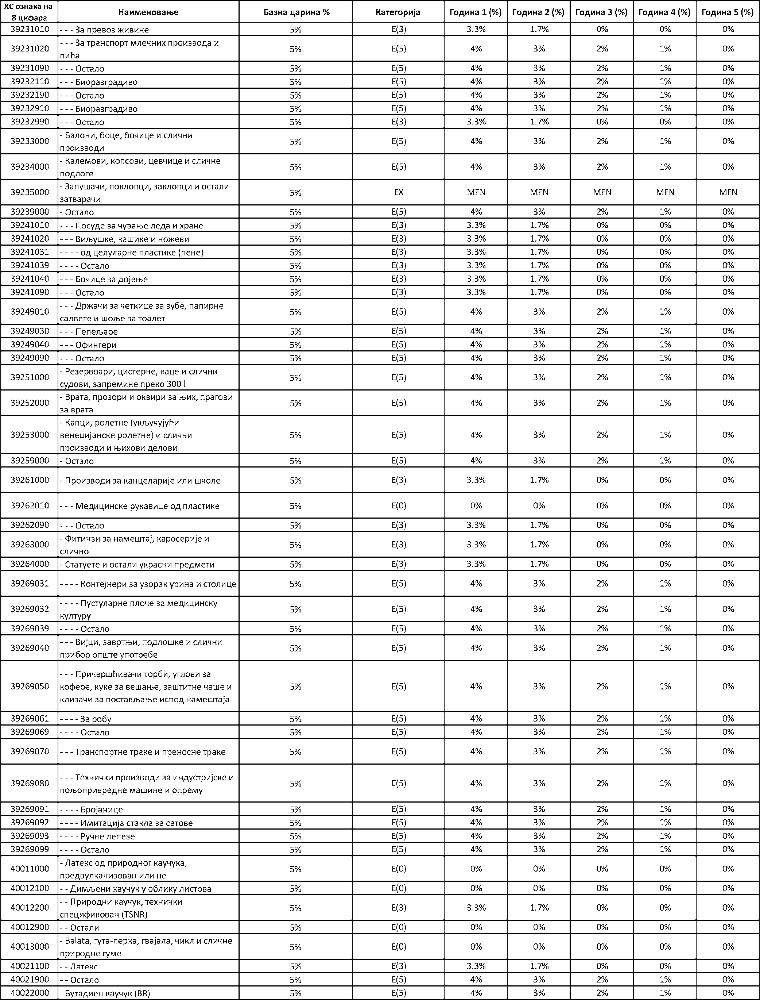 ХС ознака на 8 цифара Наименовање Базна царина % Категорија Година 1 (%) Година 2 (%) Година 3 (%) Година 4 (%) Година 5 (%)
39231010 - - - За превоз живине 5% E(3) 3.3% 1.7% 0% 0% 0%
39231020 - - - За транспорт млечних производа и пића 5% E(5) 4% 3% 2% 1% 0%
39231090 - - - Остало 5% E(5) 4% 3% 2% 1% 0%
39232110 - - - Биоразградиво 5% E(5) 4% 3% 2% 1% 0%
39232190 - - - Остало 5% E(5) 4% 3% 2% 1% 0%
39232910 - - - Биоразградиво 5% E(5) 4% 3% 2% 1% 0%
39232990 - - - Остало 5% E(3) 3.3% 1.7% 0% 0% 0%
39233000 - Балони, боце, бочице и слични производи 5% E(5) 4% 3% 2% 1% 0%
39234000 - Калемови, копсови, цевчице и сличне подлоге 5% E(5) 4% 3% 2% 1% 0%
39235000 - Запушачи, поклопци, заклопци и остали затварачи 5% EX MFN MFN MFN MFN MFN
39239000 - Остало 5% E(5) 4% 3% 2% 1% 0%
39241010 - - - Посуде за чување леда и хране 5% E(3) 3.3% 1.7% 0% 0% 0%
39241020 - - - Виљушке, кашике и ножеви 5% E(3) 3.3% 1.7% 0% 0% 0%
39241031 - - - - од целуларне пластике (пене) 5% E(3) 3.3% 1.7% 0% 0% 0%
39241039 - - - - Остало 5% E(3) 3.3% 1.7% 0% 0% 0%
39241040 - - - Бочице за дојење 5% E(3) 3.3% 1.7% 0% 0% 0%
39241090 - - - Остало 5% E(3) 3.3% 1.7% 0% 0% 0%
39249010 - - - Држачи за четкице за зубе, папирне салвете и шоље за тоалет 5% E(5) 4% 3% 2% 1% 0%
39249030 - - - Пепељаре 5% E(5) 4% 3% 2% 1% 0%
39249040 - - - Офингери 5% E(5) 4% 3% 2% 1% 0%
39249090 - - - Остало 5% E(5) 4% 3% 2% 1% 0%
39251000 - Резервоари, цистерне, каце и слични судови, запремине преко 300 l 5% E(5) 4% 3% 2% 1% 0%
39252000 - Врата, прозори и оквири за њих, прагови за врата 5% E(5) 4% 3% 2% 1% 0%
39253000 - Капци, ролетне (укључујући венецијанске ролетне) и слични производи и њихови делови 5% E(5) 4% 3% 2% 1% 0%
39259000 - Остало 5% E(5) 4% 3% 2% 1% 0%
39261000 - Производи за канцеларије или школе 5% E(3) 3.3% 1.7% 0% 0% 0%
39262010 - - - Медицинске рукавице од пластике 5% E(0) 0% 0% 0% 0% 0%
39262090 - - - Остало 5% E(3) 3.3% 1.7% 0% 0% 0%
39263000 - Фитинзи за намештај, каросерије и слично 5% E(3) 3.3% 1.7% 0% 0% 0%
39264000 - Статуете и остали украсни предмети 5% E(3) 3.3% 1.7% 0% 0% 0%
39269031 - - - - Контејнери за узорак урина и столице 5% E(5) 4% 3% 2% 1% 0%
39269032 - - - - Пустуларне плоче за медицинску културу 5% E(5) 4% 3% 2% 1% 0%
39269039 - - - - Остало 5% E(5) 4% 3% 2% 1% 0%
39269040 - - - Вијци, завртњи, подлошке и слични прибор опште употребе 5% E(5) 4% 3% 2% 1% 0%
39269050 - - - Причвршћивачи торби, углови за кофере, куке за вешање, заштитне чаше и клизачи за постављање испод намештаја 5% E(5) 4% 3% 2% 1% 0%
39269061 - - - - За робу 5% E(5) 4% 3% 2% 1% 0%
39269069 - - - - Остало 5% E(5) 4% 3% 2% 1% 0%
39269070 - - - Транспортне траке и преносне траке 5% E(5) 4% 3% 2% 1% 0%
39269080 - - - Технички производи за индустријске и пољопривредне машине и опрему 5% E(5) 4% 3% 2% 1% 0%
39269091 - - - - Бројанице 5% E(5) 4% 3% 2% 1% 0%
39269092 - - - - Имитација стакла за сатове 5% E(5) 4% 3% 2% 1% 0%
39269093 - - - - Ручне лепезе 5% E(5) 4% 3% 2% 1% 0%
39269099 - - - - Остало 5% E(5) 4% 3% 2% 1% 0%
40011000 - Латекс од природног каучука, предвулканизован или не 5% E(0) 0% 0% 0% 0% 0%
40012100 - - Димљени каучук у облику листова 5% E(0) 0% 0% 0% 0% 0%
40012200 - - Природни каучук, технички спецификован (TSNR) 5% E(3) 3.3% 1.7% 0% 0% 0%
40012900 - - Остали 5% E(0) 0% 0% 0% 0% 0%
40013000 - Balata, гута-перка, гвајала, чикл и сличне природне гуме 5% E(0) 0% 0% 0% 0% 0%
40021100 - - Латекс 5% E(3) 3.3% 1.7% 0% 0% 0%
40021900 - - Остало 5% E(5) 4% 3% 2% 1% 0%
40022000 - Бутадиен каучук (BR) 5% E(5) 4% 3% 2% 1% 0%